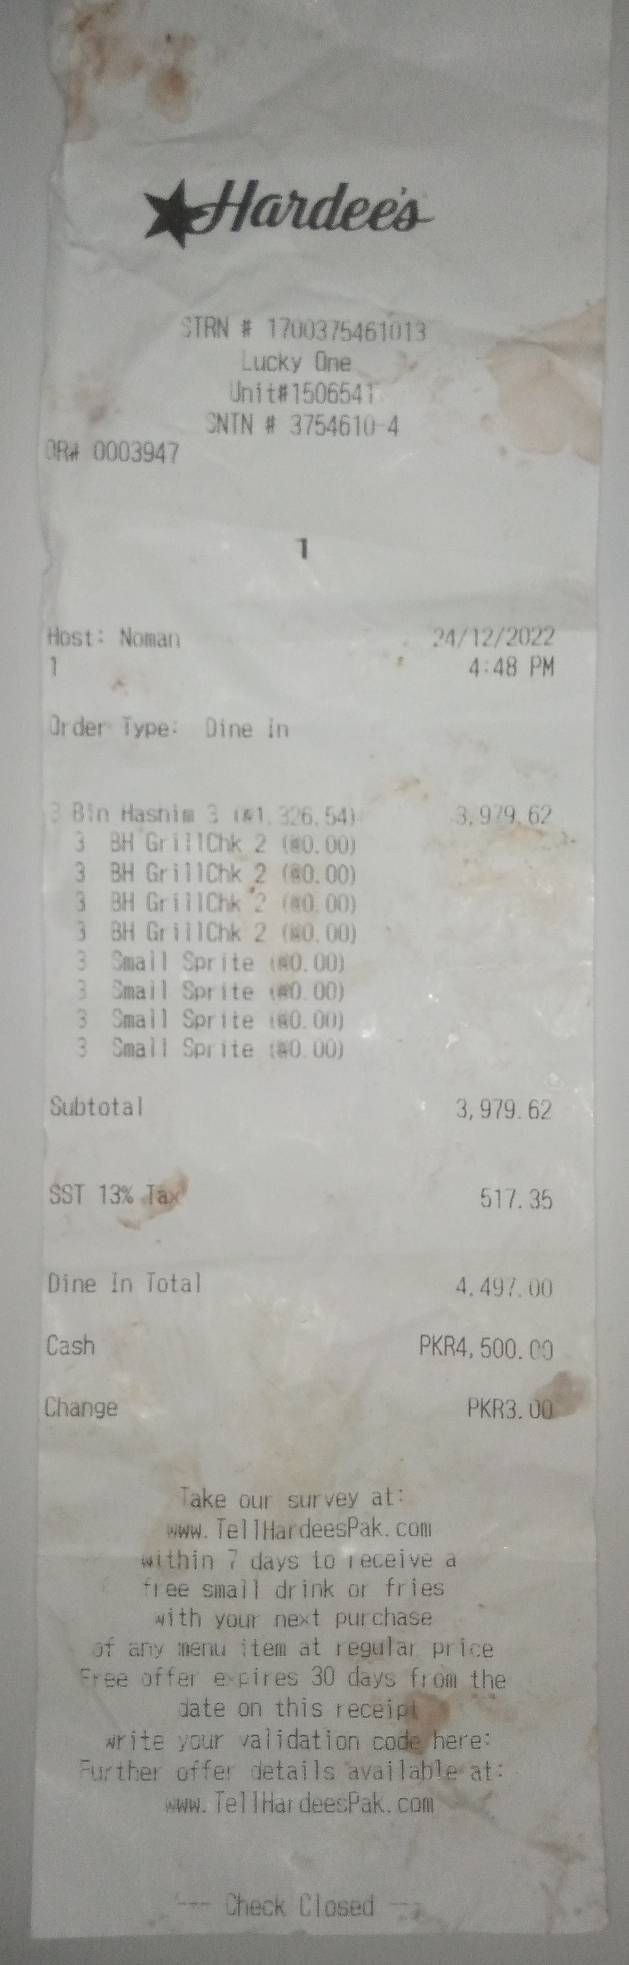 Hardee's
STRN # 1700375461013
Lucky One
Unit#1506541
SNTN # 3754610-4
OR# 0003947
1
Host: Noman 24/12/2022
1 4:48 PM
Order Type: Dine in
3 Bin Hashim 3 (@1,326.54) 3,979.62
3 BH GrillChk 2 (@0.00)
3 BH GrillChk 2 (@0.00)
3 BH GrillChk 2 (@0.00)
3 BH GrillChk 2 (@0.00)
3 Small Sprite (@0.00)
3 Small Sprite (@0.00)
3 Small Sprite (@0.00)
3 Small Sprite (@0.00)
Subtotal 3,979.62
SST 13% Tax 517.35
Dine In Total 4,497.00
Cash PKR4,500.00
Change PKR3.00
Take our survey at:
www.TellHardeesPak.com
within 7 days to receive a
free small drink or fries
with your next purchase
of any menu item at regular price
Free offer expires 30 days from the
date on this receipt
write your validation code here:
Further offer details available at:
www.TellHardeesPak.com
--- Check Closed ---